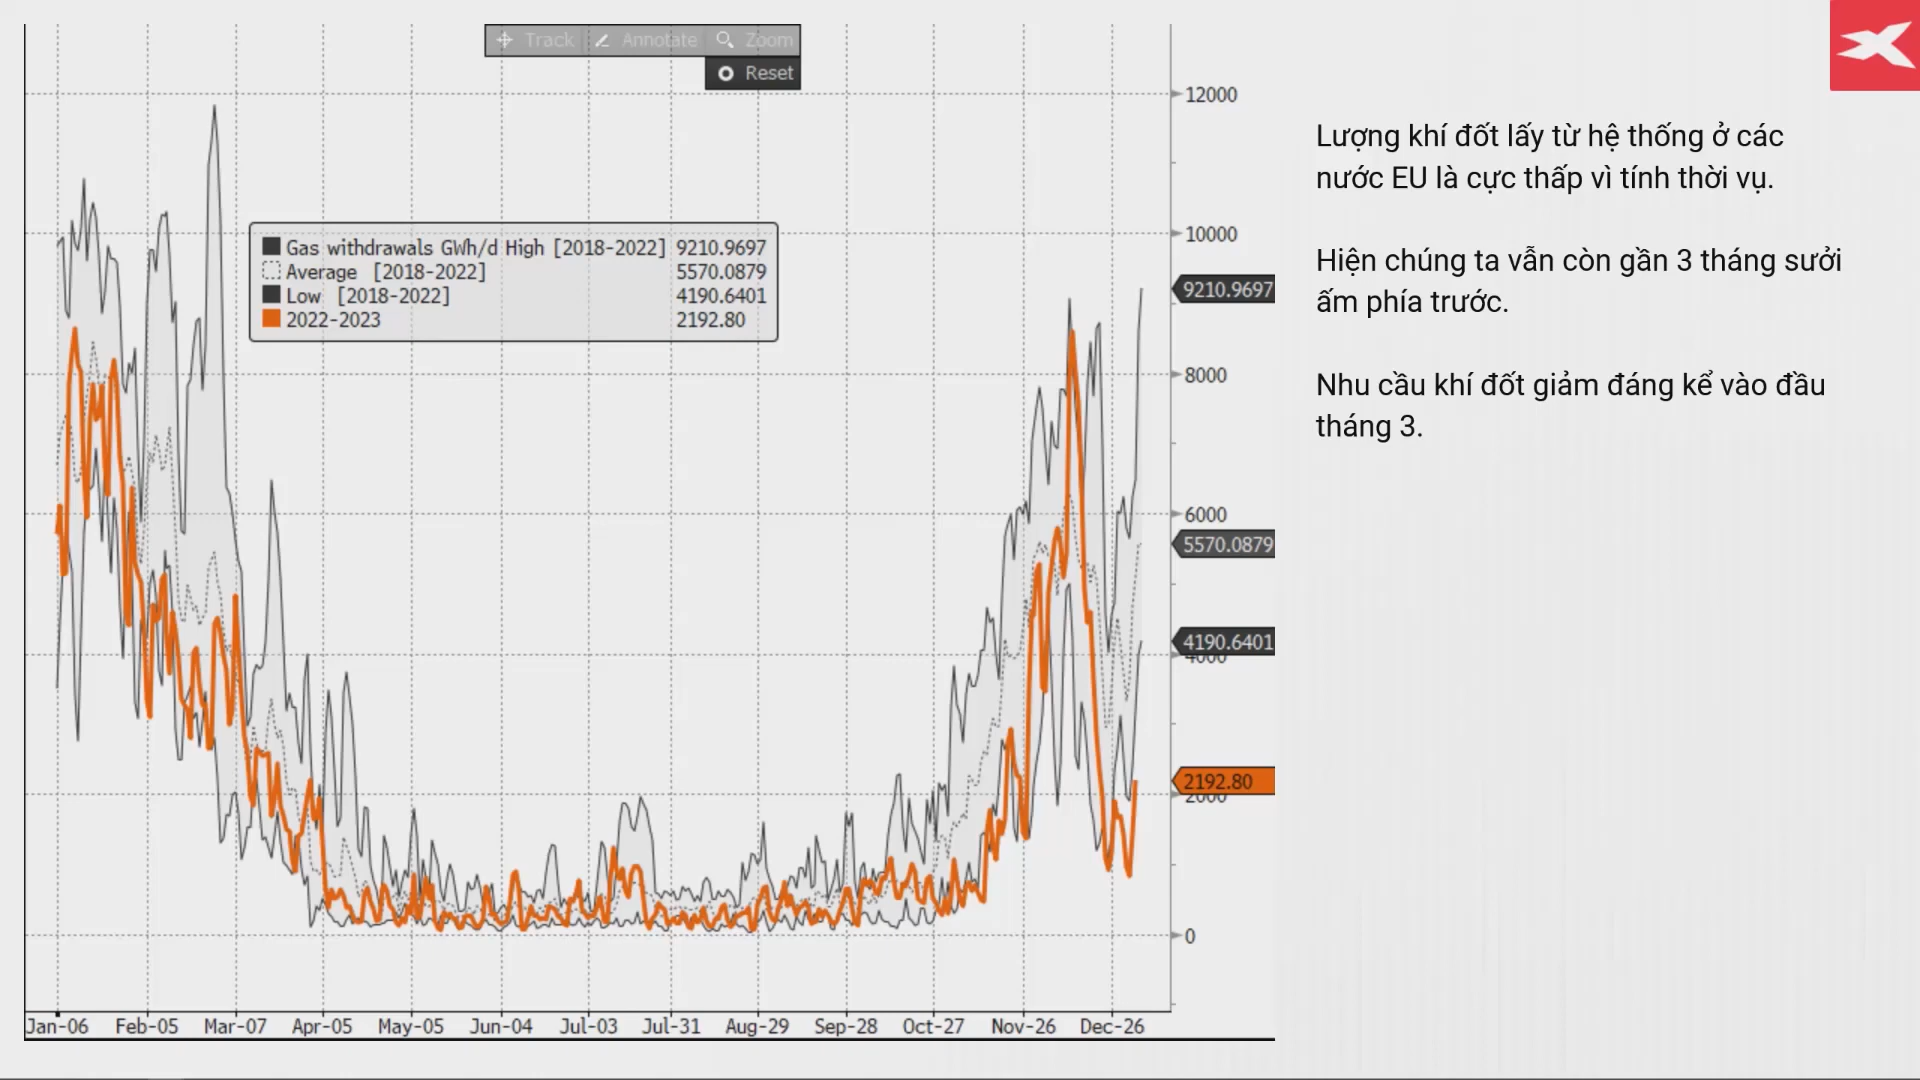 Track Annotate Zoom
Reset
12000
10000
8000
6000
4000
2000
0
Gas withdrawals GWh/d High [2018-2022] 9210.9697
Average [2018-2022] 5570.0879
Low [2018-2022] 4190.6401
2022-2023 2192.80
9210.9697
5570.0879
4190.6401
2192.80
Jan-06 Feb-05 Mar-07 Apr-05 May-05 Jun-04 Jul-03 Jul-31 Aug-29 Sep-28 Oct-27 Nov-26 Dec-26
Lượng khí đốt lấy từ hệ thống ở các
nước EU là cực thấp vì tính thời vụ.
Hiện chúng ta vẫn còn gần 3 tháng sưởi
ấm phía trước.
Nhu cầu khí đốt giảm đáng kể vào đầu
tháng 3.